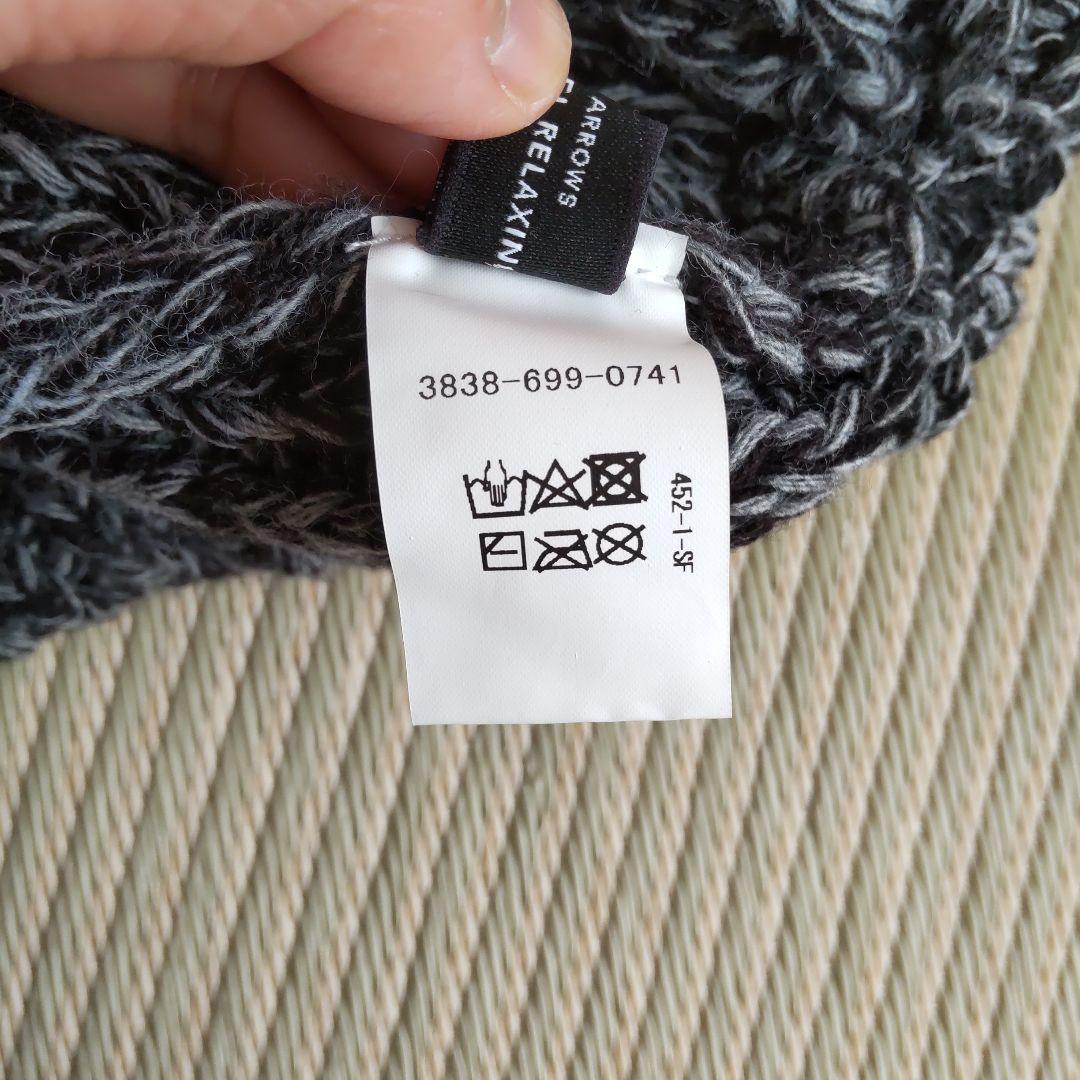 ARROWS
RELAXIN
3838-699-0741
452-1-SF